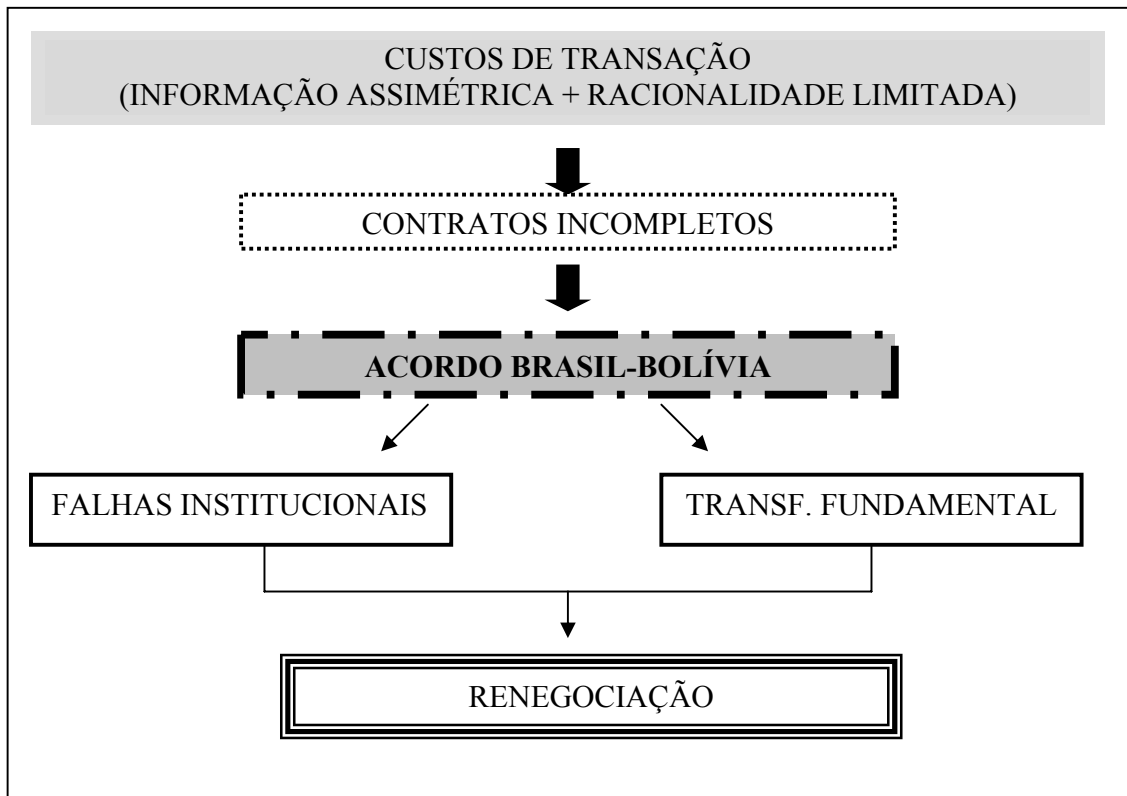 CUSTOS DE TRANSAÇÃO
(INFORMAÇÃO ASSIMÉTRICA + RACIONALIDADE LIMITADA)
CONTRATOS INCOMPLETOS
ACORDO BRASIL-BOLÍVIA
FALHAS INSTITUCIONAIS
TRANSF. FUNDAMENTAL
RENEGOCIAÇÃO